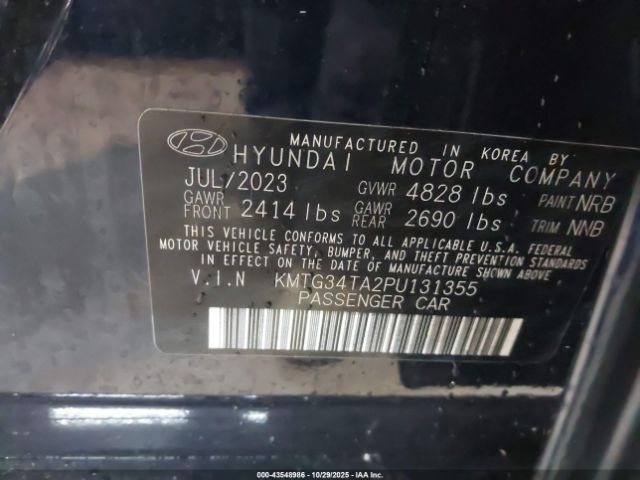 MANUFACTURED IN KOREA BY
HYUNDAI MOTOR COMPANY
JUL/2023 GVWR 4828 lbs PAINT NRB
GAWR FRONT 2414 lbs GAWR REAR 2690 lbs TRIM NNB
THIS VEHICLE CONFORMS TO ALL APPLICABLE U.S.A. FEDERAL
MOTOR VEHICLE SAFETY, BUMPER, AND THEFT PREVENTION STANDARDS
IN EFFECT ON THE DATE OF MANUFACTURE SHOWN ABOVE.
V.I.N KMTG34TA2PU131355
PASSENGER CAR
000-43548986 | 10/29/2025 | IAA Inc.